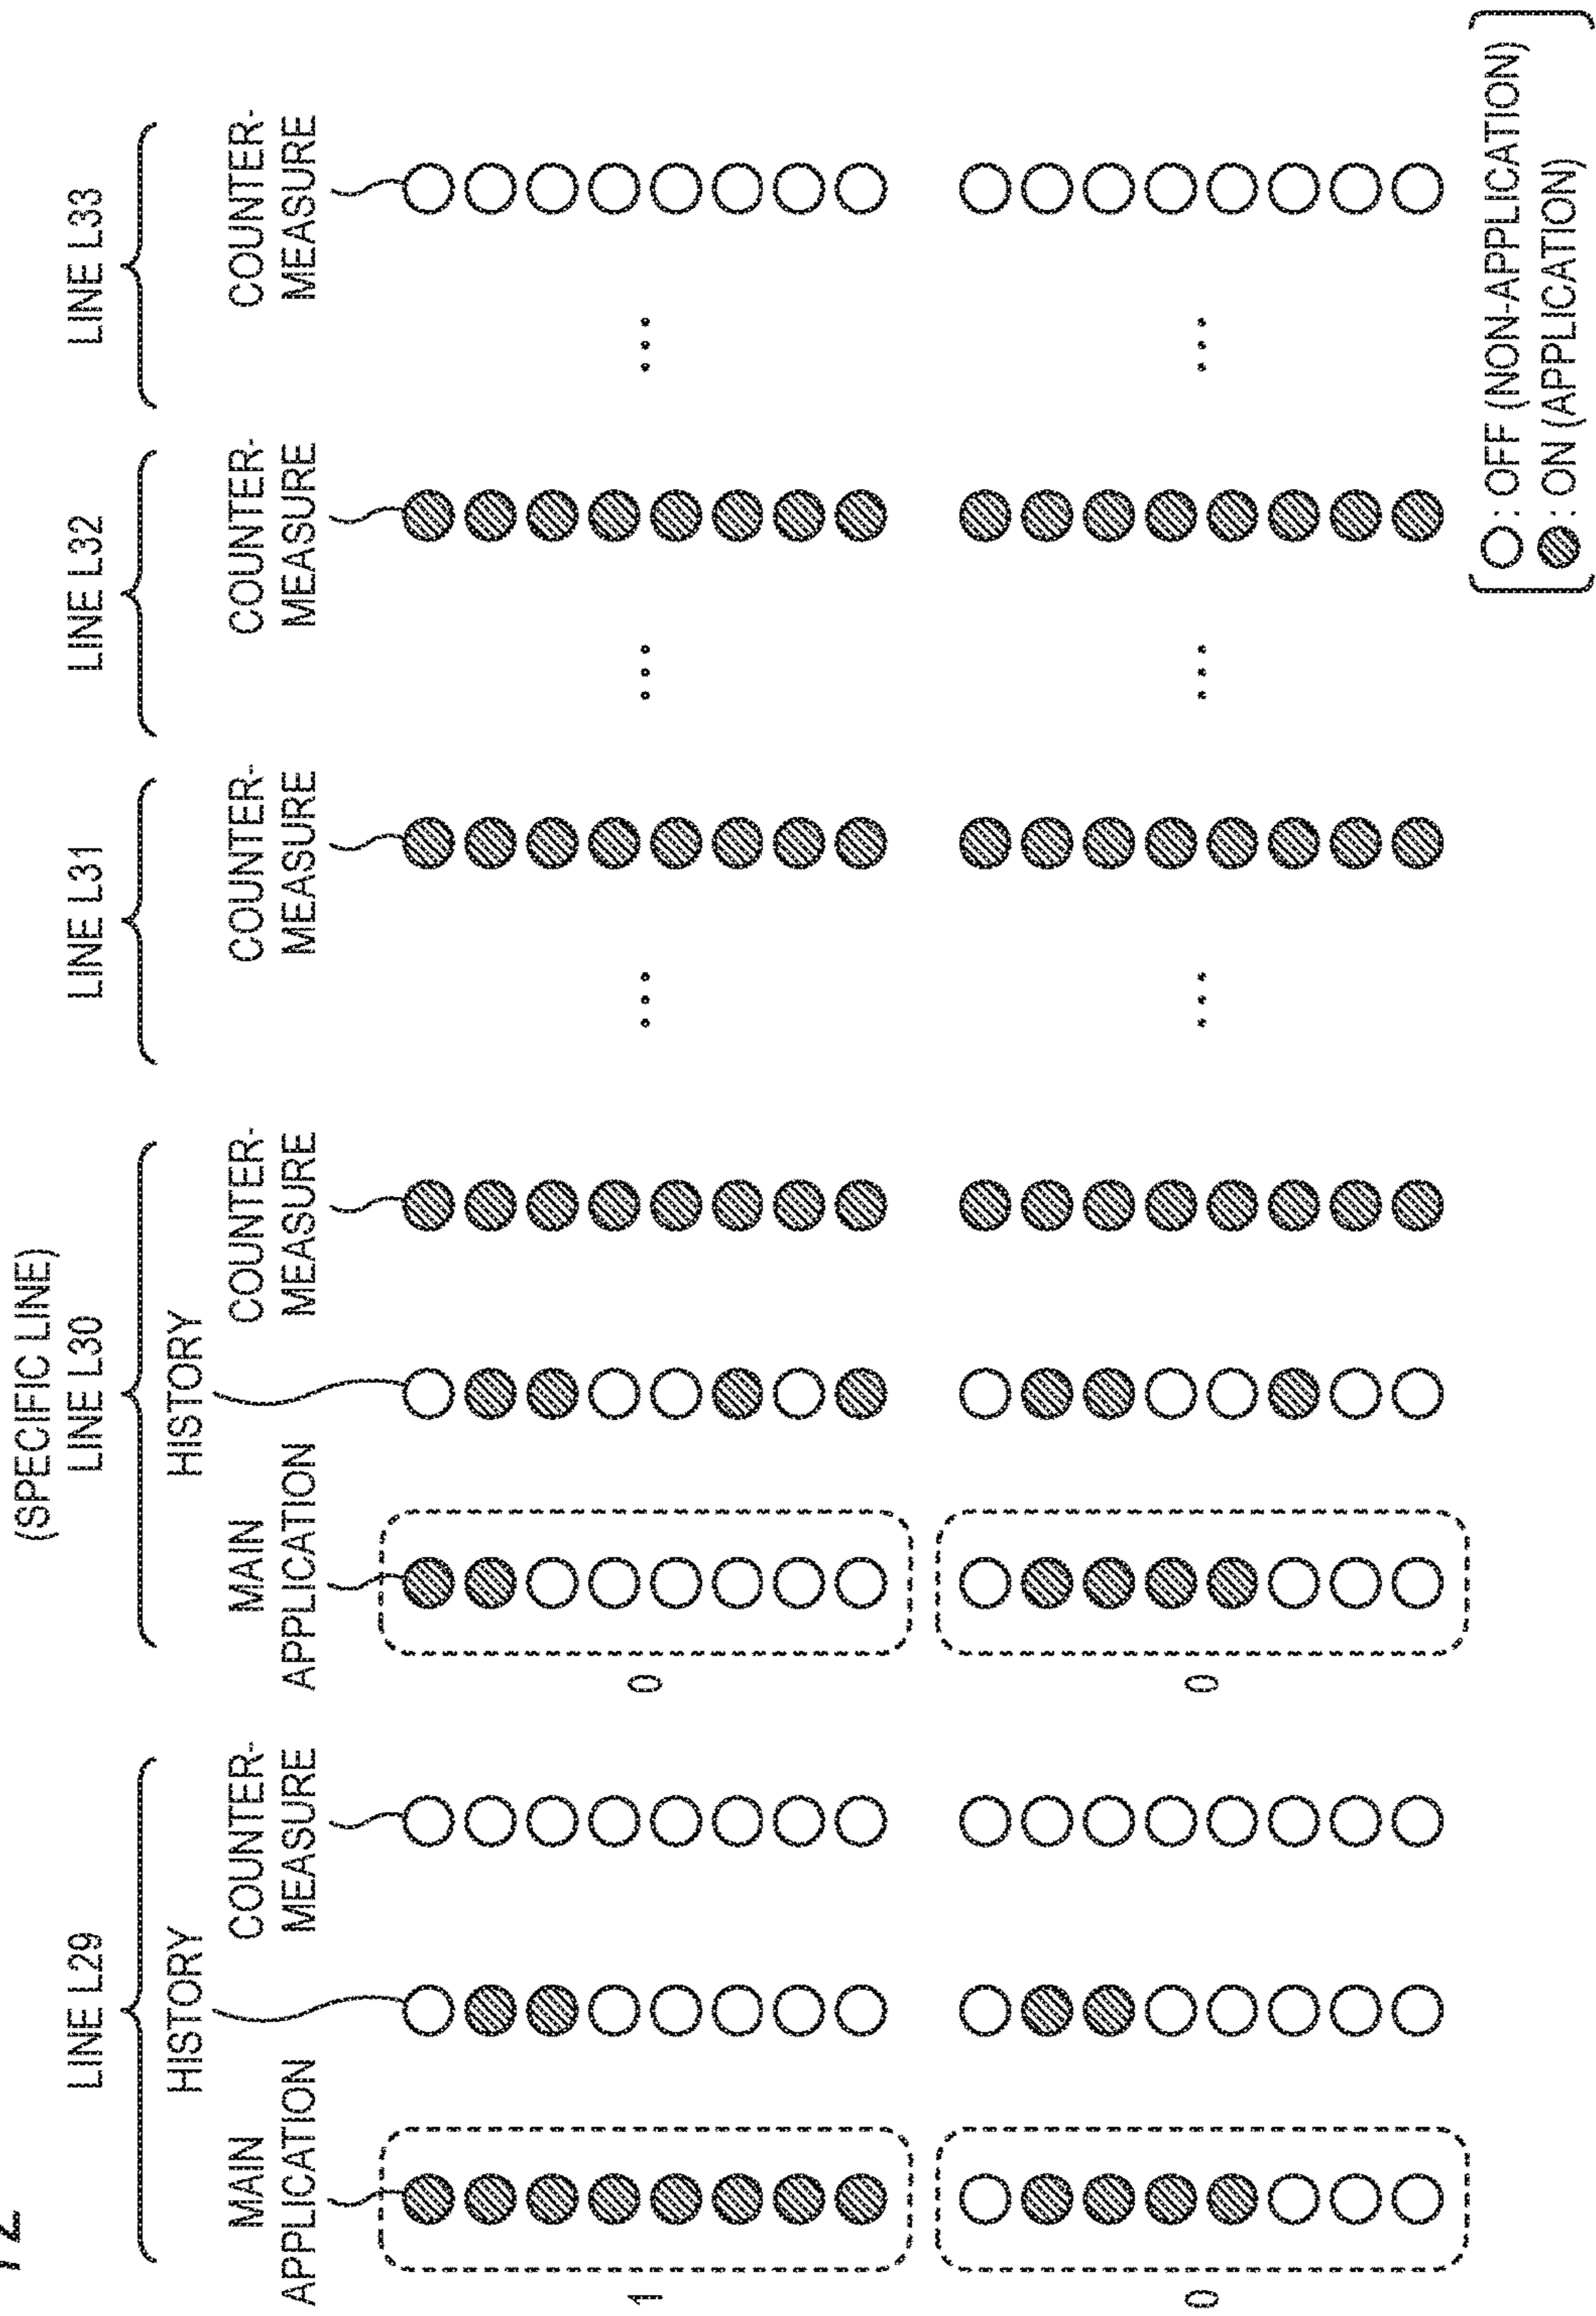 LINE L29
HISTORY
MAIN
APPLICATION
COUNTER-
MEASURE
(SPECIFIC LINE)
LINE L30
HISTORY
MAIN
APPLICATION
COUNTER-
MEASURE
LINE L31
COUNTER-
MEASURE
LINE L32
COUNTER-
MEASURE
LINE L33
COUNTER-
MEASURE
1
0
...
...
...
0
0
...
...
...
: OFF (NON-APPLICATION)
: ON (APPLICATION)